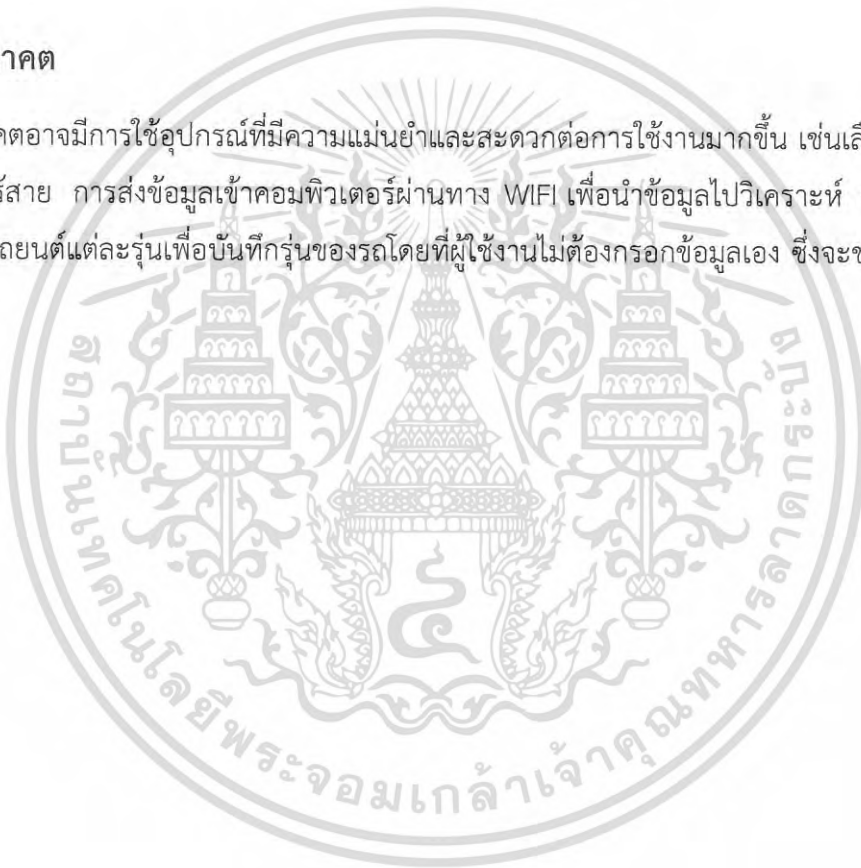 าคต
คตอาจมีการใช้อุปกรณ์ที่มีความแม่นยำและสะดวกต่อการใช้งานมากขึ้น เช่นเลื
ร้สาย การส่งข้อมูลเข้าคอมพิวเตอร์ผ่านทาง WIFI เพื่อนำข้อมูลไปวิเคราะห์
ถยนต์แต่ละรุ่นเพื่อบันทึกรุ่นของรถโดยที่ผู้ใช้งานไม่ต้องกรอกข้อมูลเอง ซึ่งจะช
สถาบันเทคโนโลยีพระจอมเกล้าเจ้าคุณทหารลาดกระบัง
๔